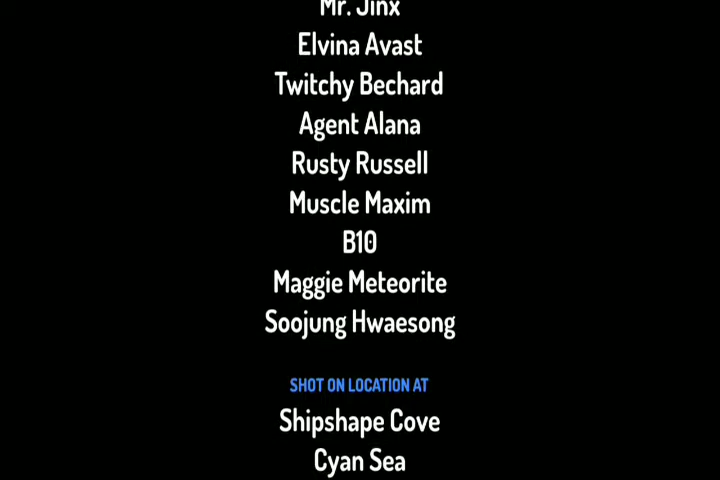 Mr. Jinx
Elvina Avast
Twitchy Bechard
Agent Alana
Rusty Russell
Muscle Maxim
B10
Maggie Meteorite
Soojung Hwaesong
SHOT ON LOCATION AT
Shipshape Cove
Cyan Sea